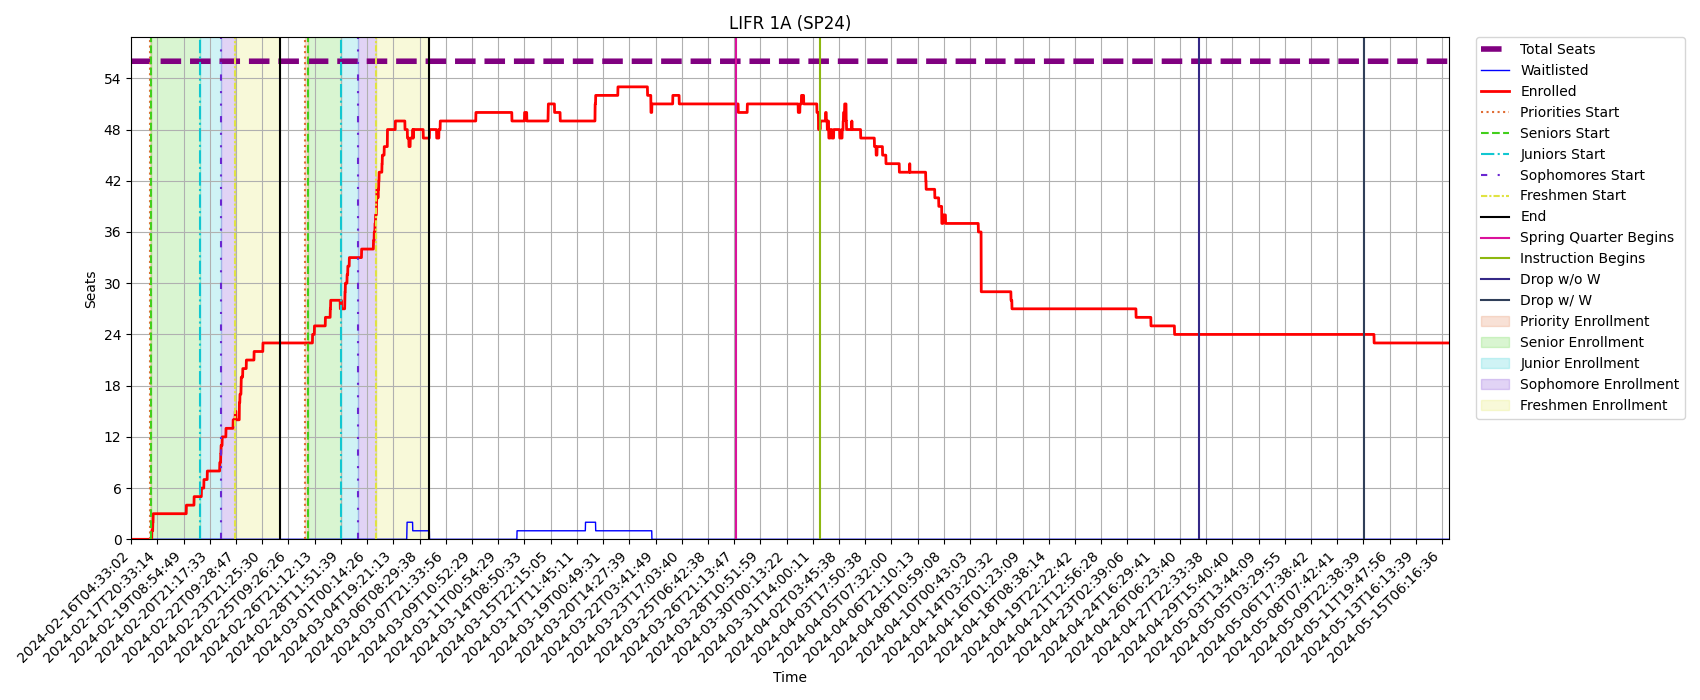 LIFR 1A (SP24)
Seats
54
48
42
36
30
24
18
12
6
0
2024-02-16T04:33:02
2024-02-17T20:33:14
2024-02-19T08:54:49
2024-02-20T21:17:33
2024-02-22T09:28:47
2024-02-23T21:25:30
2024-02-25T09:26:26
2024-02-26T21:12:13
2024-02-28T11:51:39
2024-03-01T00:14:26
2024-03-04T19:21:13
2024-03-06T08:29:38
2024-03-07T21:33:56
2024-03-09T10:52:29
2024-03-11T00:54:29
2024-03-14T08:50:33
2024-03-15T22:15:05
2024-03-17T11:45:11
2024-03-19T00:49:31
2024-03-20T14:27:39
2024-03-22T03:41:49
2024-03-23T17:03:40
2024-03-25T06:42:38
2024-03-26T21:13:47
2024-03-28T10:51:59
2024-03-30T00:13:22
2024-03-31T14:00:11
2024-04-02T03:45:38
2024-04-03T17:50:38
2024-04-05T07:32:00
2024-04-06T21:10:13
2024-04-08T10:59:08
2024-04-10T00:43:03
2024-04-14T03:20:32
2024-04-16T01:23:09
2024-04-18T08:38:14
2024-04-19T22:22:42
2024-04-21T12:56:28
2024-04-23T02:39:06
2024-04-24T16:29:41
2024-04-26T06:23:40
2024-04-27T22:33:38
2024-04-29T15:40:40
2024-05-03T13:44:09
2024-05-05T03:29:55
2024-05-06T17:38:42
2024-05-08T07:42:41
2024-05-09T22:38:39
2024-05-11T19:47:56
2024-05-13T16:13:39
2024-05-15T06:16:36
Time
Total Seats
Waitlisted
Enrolled
Priorities Start
Seniors Start
Juniors Start
Sophomores Start
Freshmen Start
End
Spring Quarter Begins
Instruction Begins
Drop w/o W
Drop w/ W
Priority Enrollment
Senior Enrollment
Junior Enrollment
Sophomore Enrollment
Freshmen Enrollment